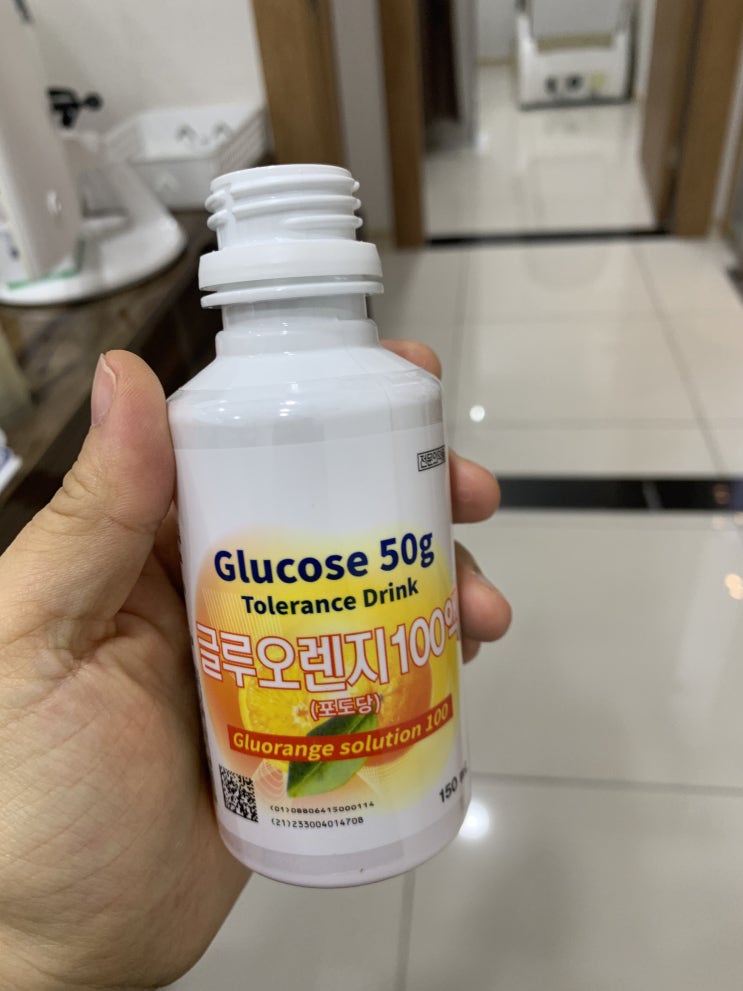 Glucose 50g
Tolerance Drink
글루오렌지100액
(포도당)
Gluorange solution 100
150
(01)08806415000114
(21)233004014708